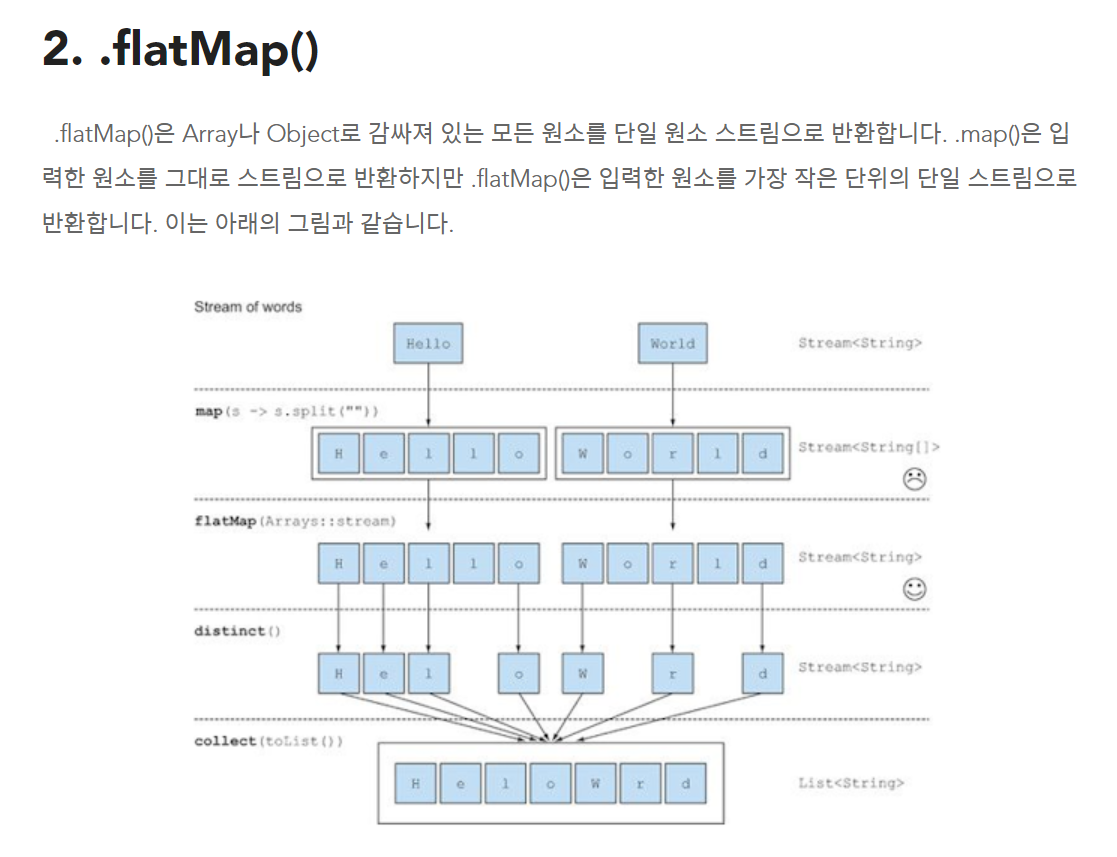 2. .flatMap()
.flatMap()은 Array나 Object로 감싸져 있는 모든 원소를 단일 원소 스트림으로 반환합니다. .map()은 입
력한 원소를 그대로 스트림으로 반환하지만 .flatMap()은 입력한 원소를 가장 작은 단위의 단일 스트림으로
반환합니다. 이는 아래의 그림과 같습니다.
Stream of words
Hello World Stream<String>
map(s -> s.split(""))
H e l l o W o r l d Stream<String[]>
flatMap(Arrays::stream)
H e l l o W o r l d Stream<String>
distinct()
H e l o W r d Stream<String>
collect(toList())
H e l o W r d List<String>